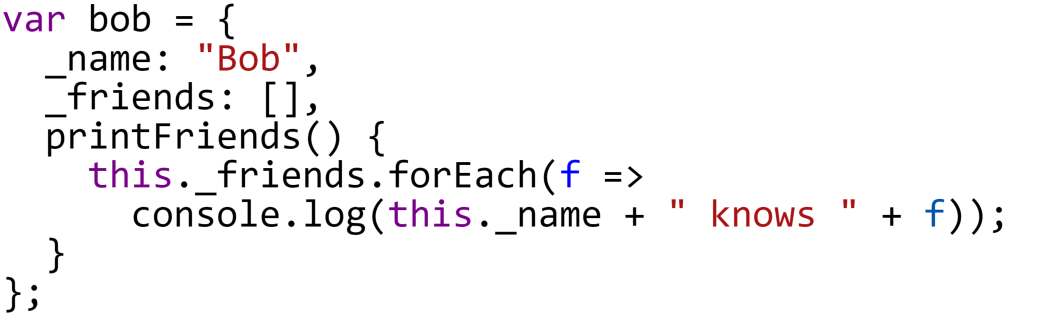 var bob = {
  _name: "Bob",
  _friends: [],
  printFriends() {
    this._friends.forEach(f =>
      console.log(this._name + " knows " + f));
  }
};